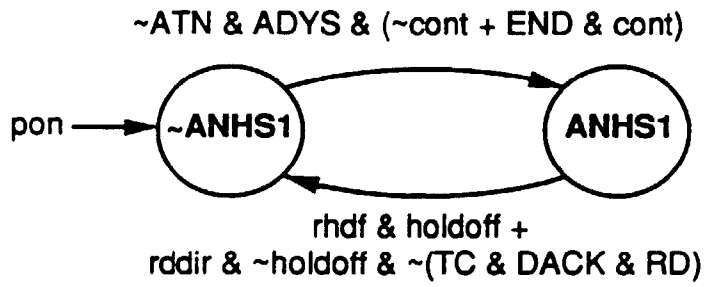 ~ATN & ADYS & (~cont + END & cont)
pon
~ANHS1
ANHS1
rhdf & holdoff +
rddir & ~holdoff & ~(TC & DACK & RD)